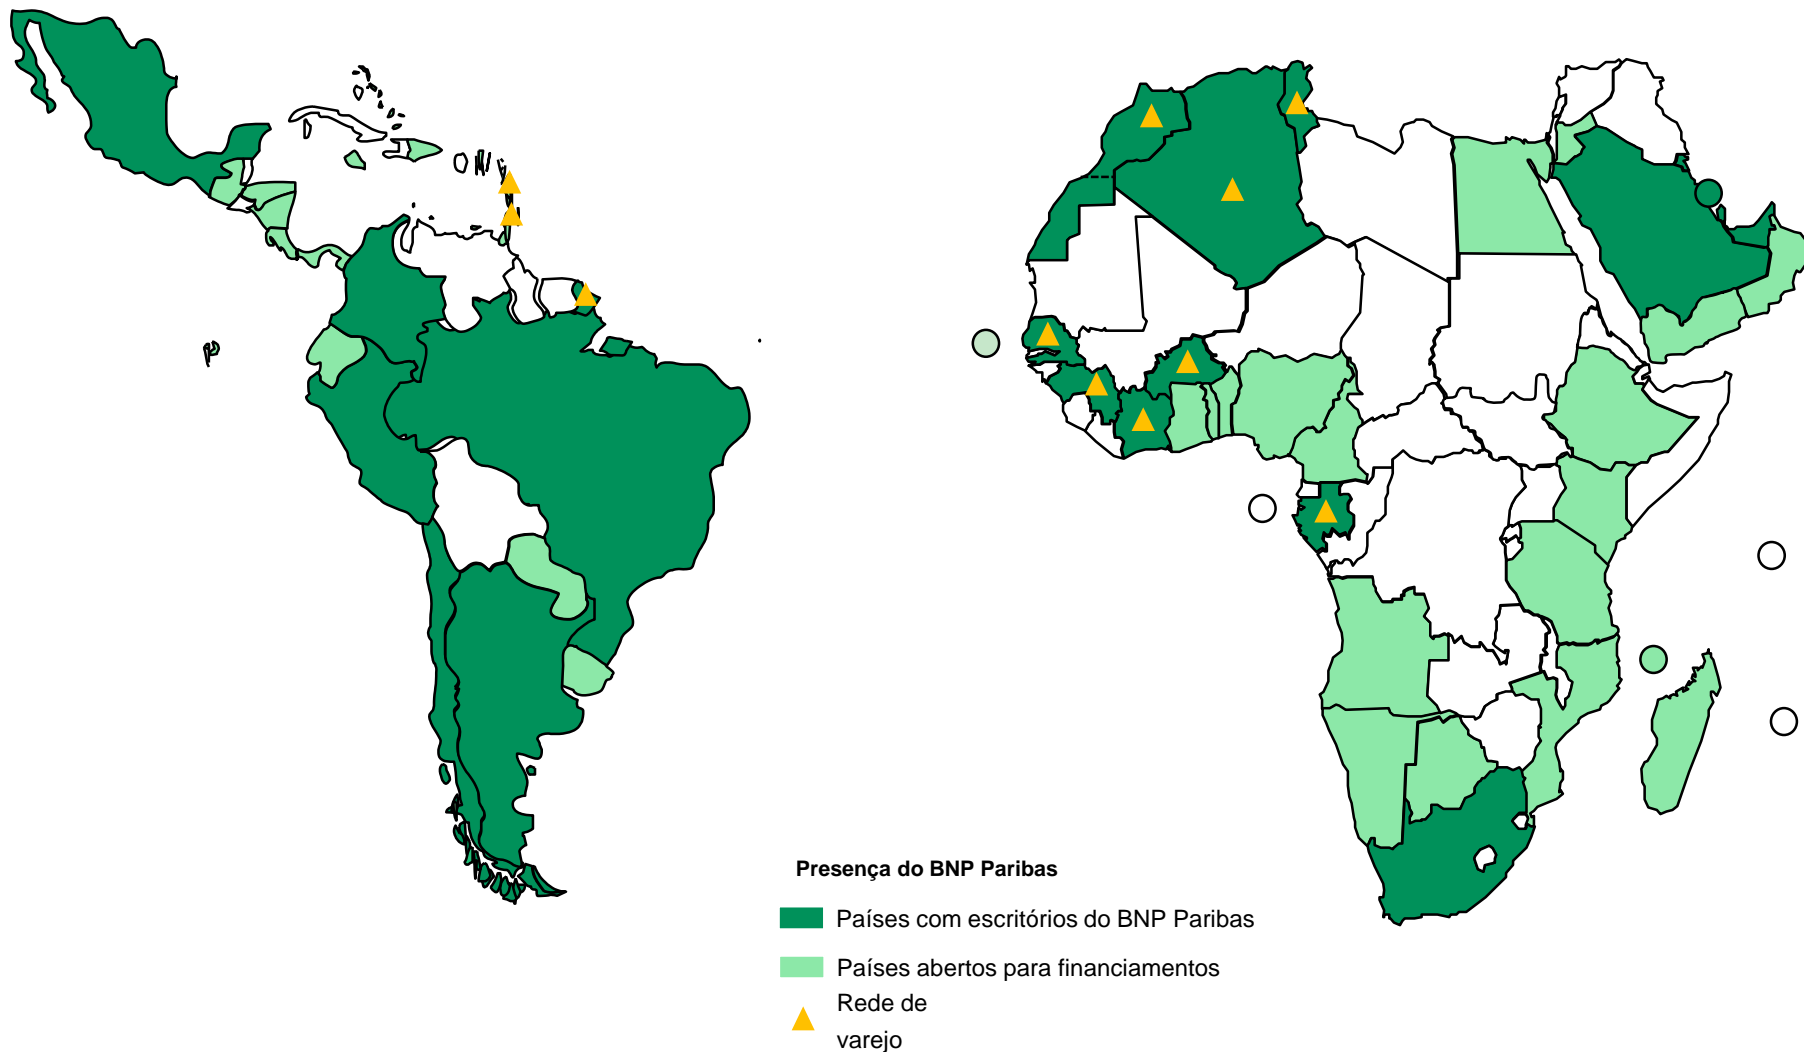 Presença do BNP Paribas
Países com escritórios do BNP Paribas
Países abertos para financiamentos
Rede de
varejo